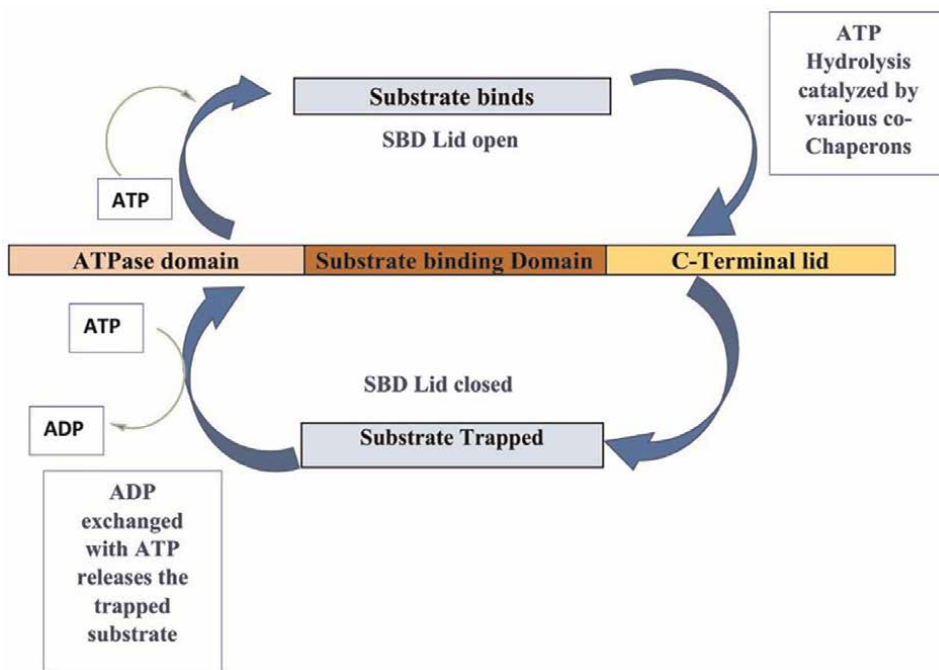 ATP
Hydrolysis
catalyzed by
various co-
Chaperons
Substrate binds
SBD Lid open
ATP
ATPase domain
Substrate binding Domain
C-Terminal lid
ATP
SBD Lid closed
ADP
Substrate Trapped
ADP
exchanged
with ATP
releases the
trapped
substrate